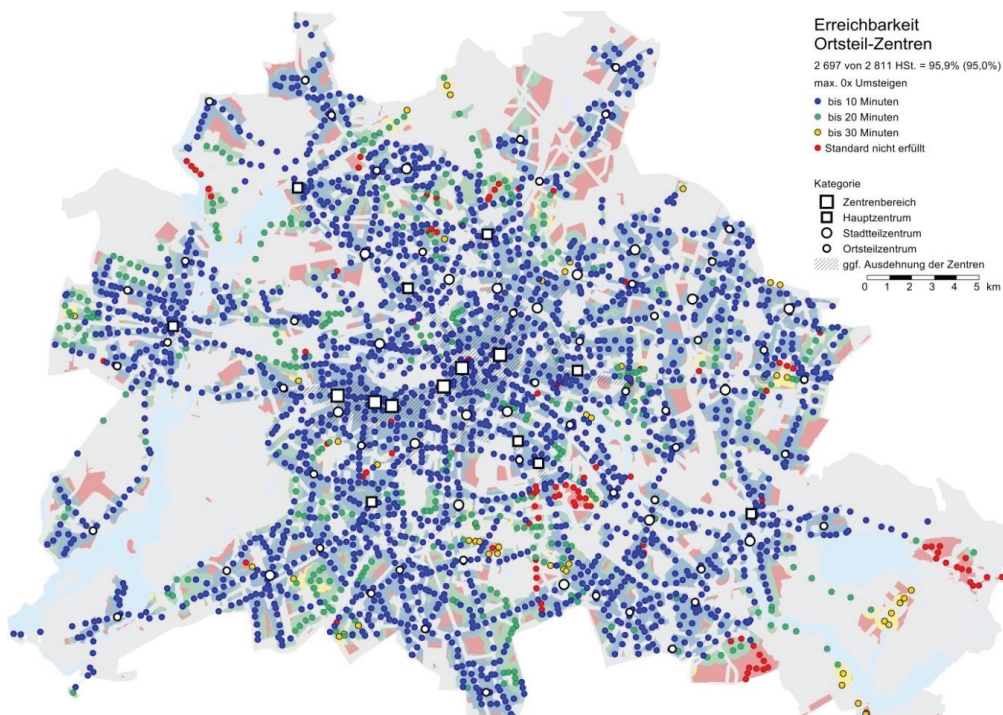 Erreichbarkeit
Ortsteil-Zentren
2 697 von 2 811 HSt. = 95,9% (95,0%)
max. 0x Umsteigen
bis 10 Minuten
bis 20 Minuten
bis 30 Minuten
Standard nicht erfüllt
Kategorie
Zentrenbereich
Hauptzentrum
Stadtteilzentrum
Ortsteilzentrum
ggf. Ausdehnung der Zentren
0 1 2 3 4 5 km